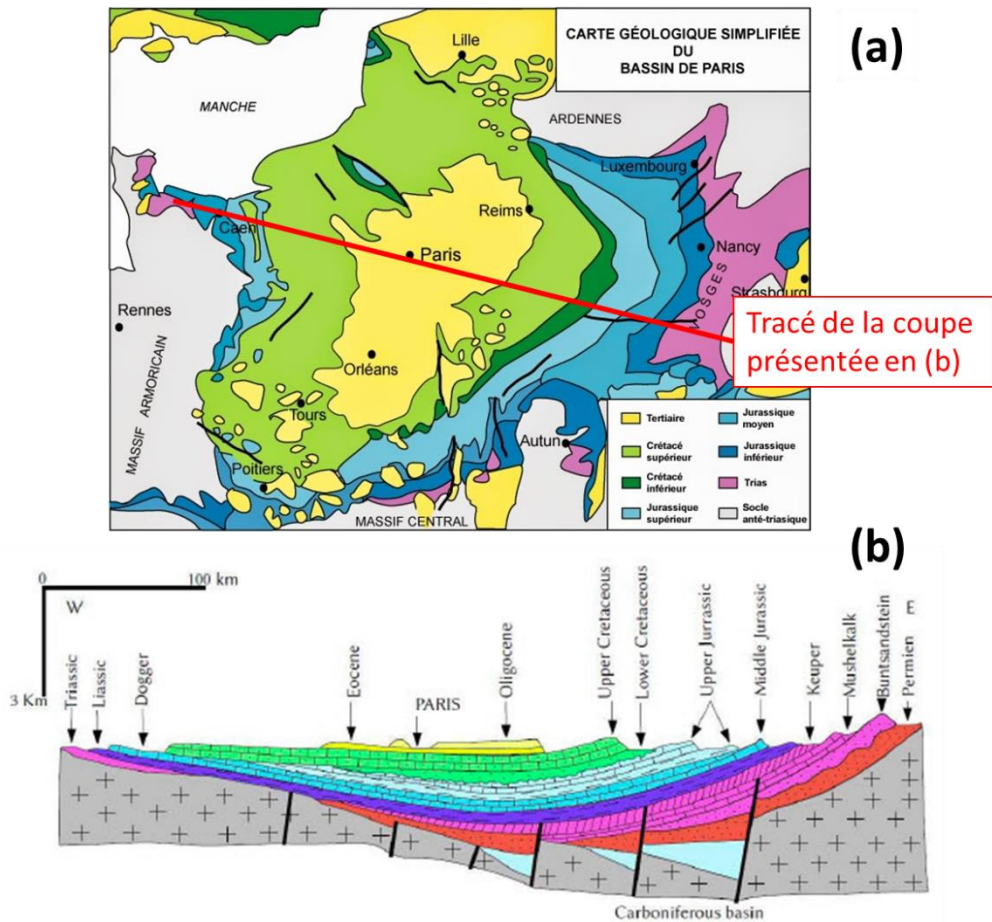 (a)
CARTE GÉOLOGIQUE SIMPLIFIÉE
DU
BASSIN DE PARIS
Lille
MANCHE
ARDENNES
Luxembourg
Reims
Caen
Paris
Nancy
VOSGES
Strasbourg
Rennes
Tracé de la coupe
présentée en (b)
MASSIF ARMORICAIN
Orléans
Tours
Autun
Poitiers
MASSIF CENTRAL
Tertiaire
Crétacé
supérieur
Crétacé
inférieur
Jurassique
supérieur
Jurassique
moyen
Jurassique
inférieur
Trias
Socle
anté-triasique
(b)
0 100 km
W
E
3 Km
Triassic
Liassic
Dogger
Eocene
PARIS
Oligocene
Upper Cretaceous
Lower Cretaceous
Upper Jurrassic
Middle Jurassic
Keuper
Mushelkalk
Buntsandstein
Permien
Carboniferous basin